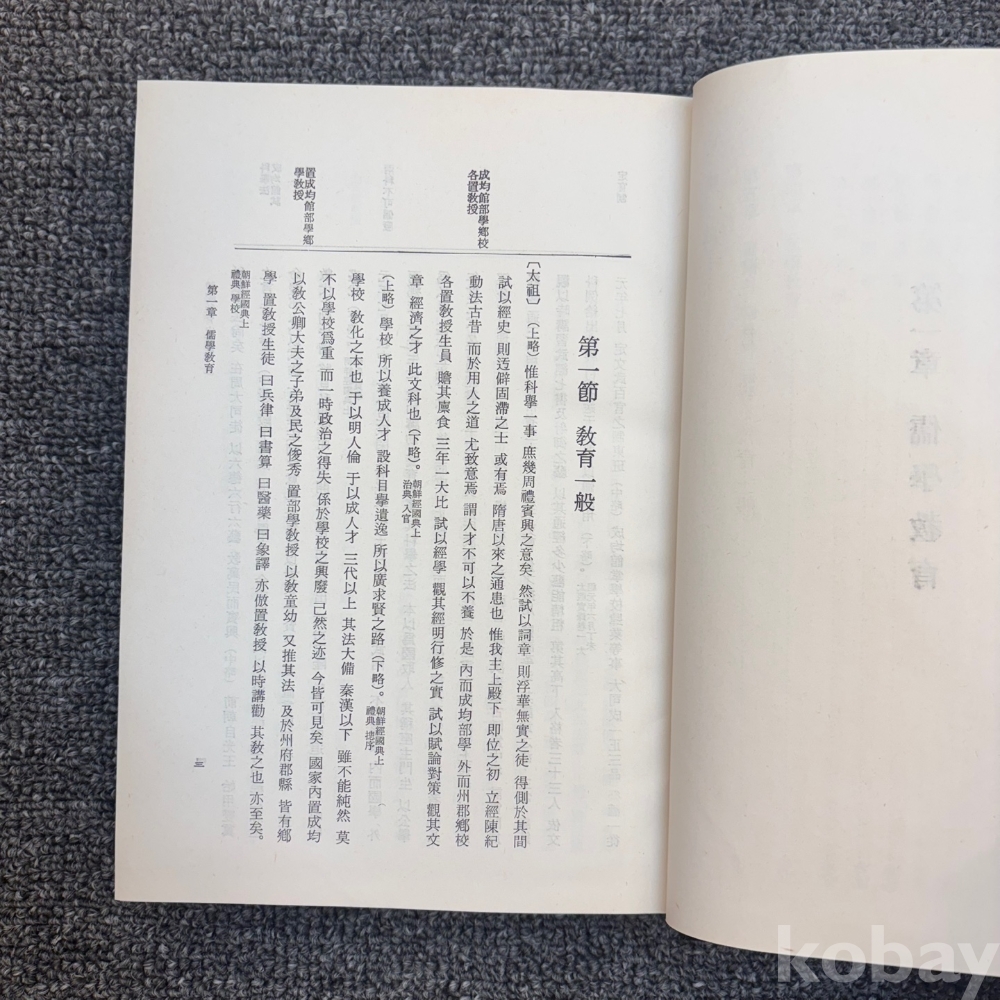 第一節 教育一般
成均館部學鄕校
各置敎授
〔太祖〕 (上略) 惟科擧一事 庶幾周禮賓興之意矣 然試以詞章 則浮華無實之徒 得側於其間
試以經史 則迃僻固滯之士 或有焉 隋唐以來之通患也 惟我主上殿下 卽位之初 立經陳紀
動法古昔 而於用人之道 尤致意焉 謂人才不可以不養 於是 內而成均部學 外而州郡鄕校
各置敎授生員 贍其廩食 三年一大比 試以經學 觀其經明行修之實 試以賦論對策 觀其文
章 經濟之才 此文科也 (下略)。 朝鮮經國典上
治典 入官
(上略) 學校 所以養成人才 設科目擧遺逸 所以廣求賢之路 (下略)。 朝鮮經國典上
禮典 摠序
置成均館部學鄕
學敎授
學校 敎化之本也 于以明人倫 于以成人才 三代以上 其法大備 秦漢以下 雖不能純然 莫
不以學校爲重 而一時政治之得失 係於學校之興廢 已然之迹 今皆可見矣 國家內置成均
以敎公卿大夫之子弟及民之俊秀 置部學敎授 以敎童幼 又推其法 及於州府郡縣 皆有鄕
學 置敎授生徒 曰兵律 曰書算 曰醫藥 曰象譯 亦倣置敎授 以時講勸 其敎之也 亦至矣。
朝鮮經國典上
禮典 學校
第一章 儒學敎育
三
kobay